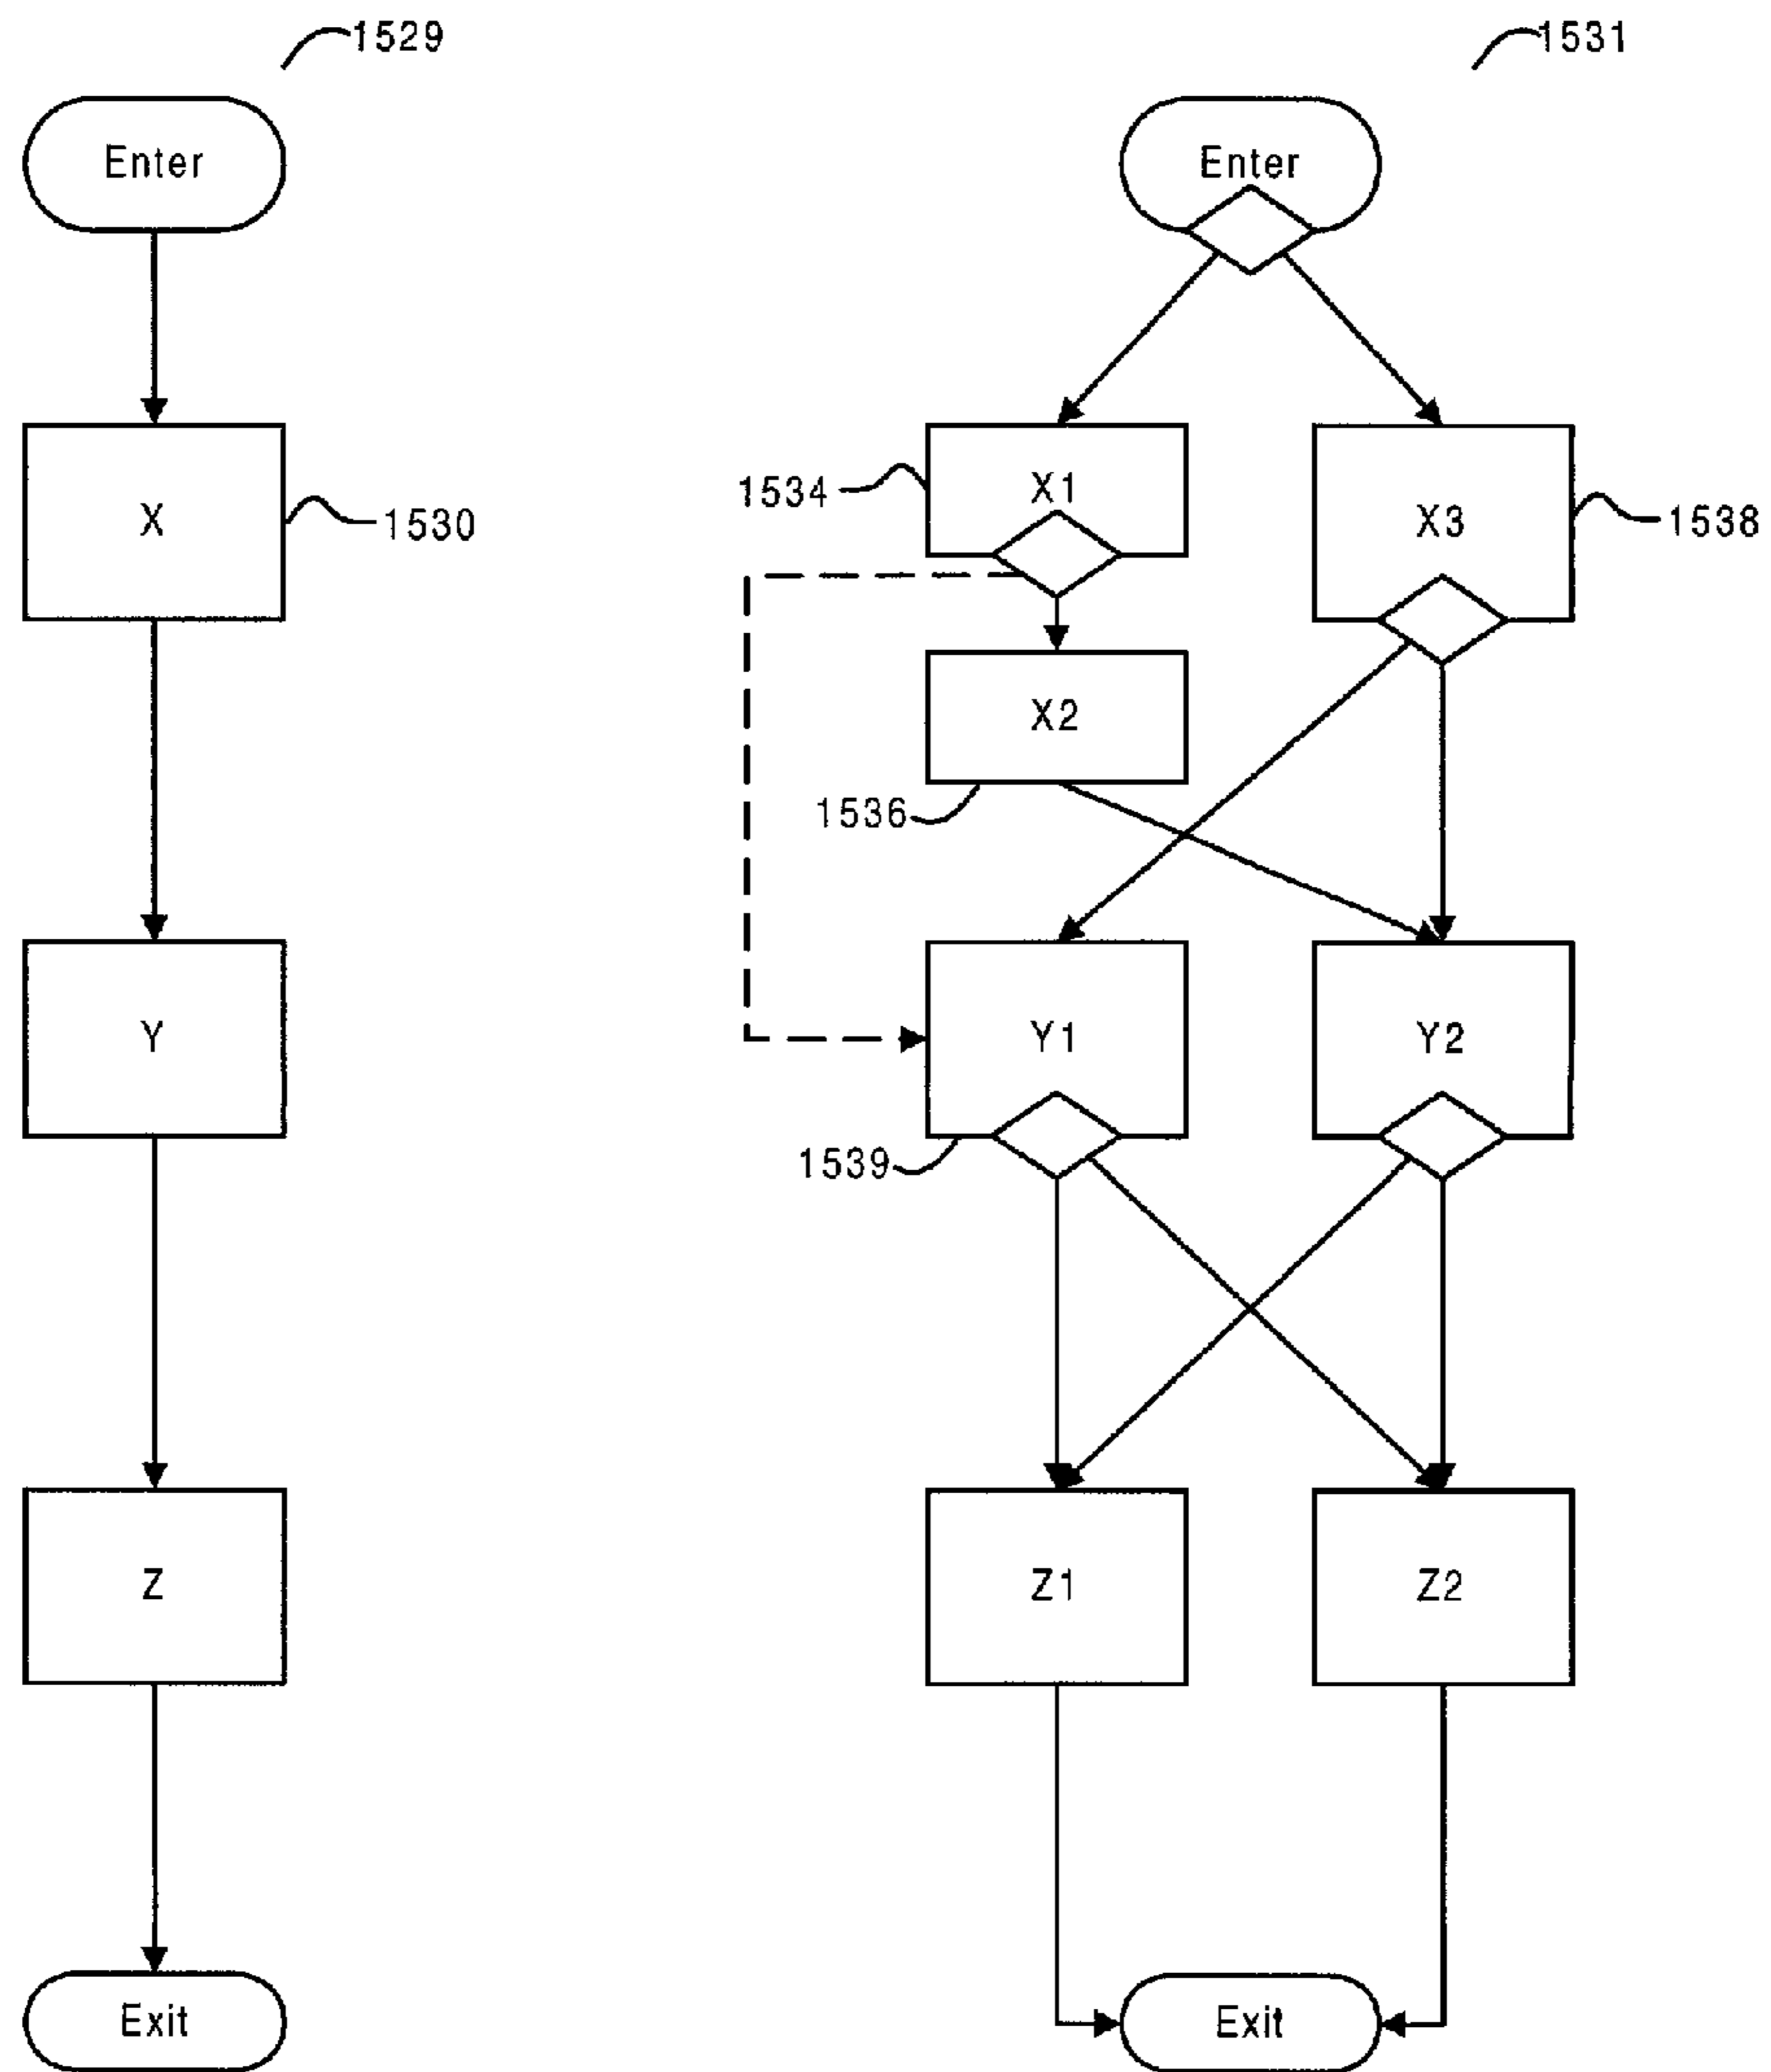 1529
1531
Enter
Enter
X
1530
1534
X1
X3
1538
X2
1536
Y
Y1
Y2
1539
Z
Z1
Z2
Exit
Exit